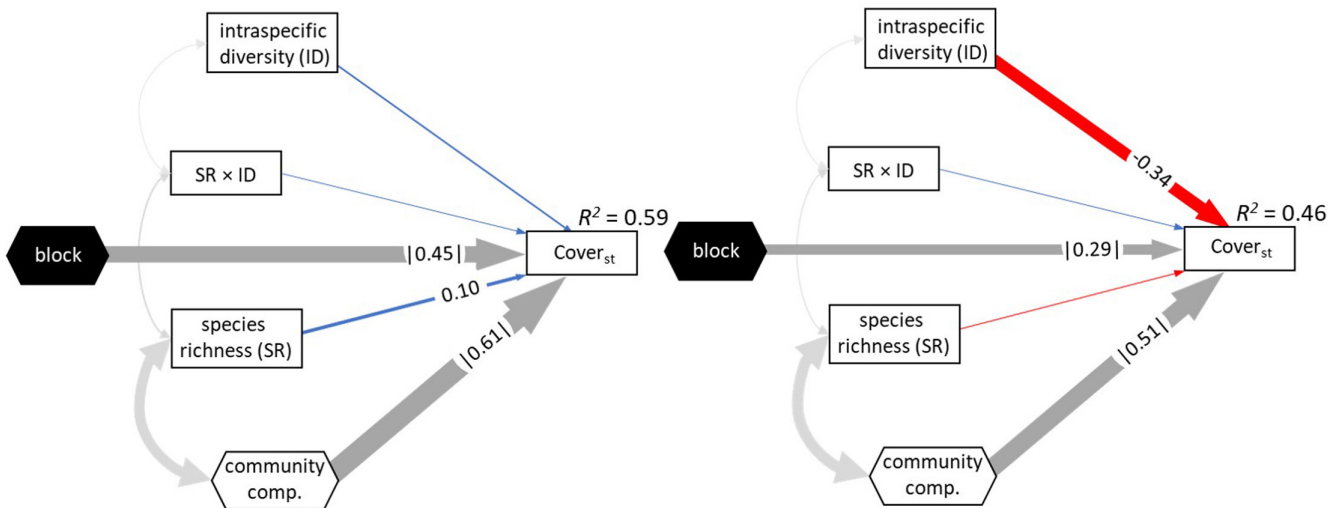 intraspecific
diversity (ID)
SR × ID
R² = 0.59
block
|0.45|
Cover_st
0.10
species
richness (SR)
|0.61|
community
comp.
intraspecific
diversity (ID)
-0.34
SR × ID
R² = 0.46
block
|0.29|
Cover_st
species
richness (SR)
|0.51|
community
comp.